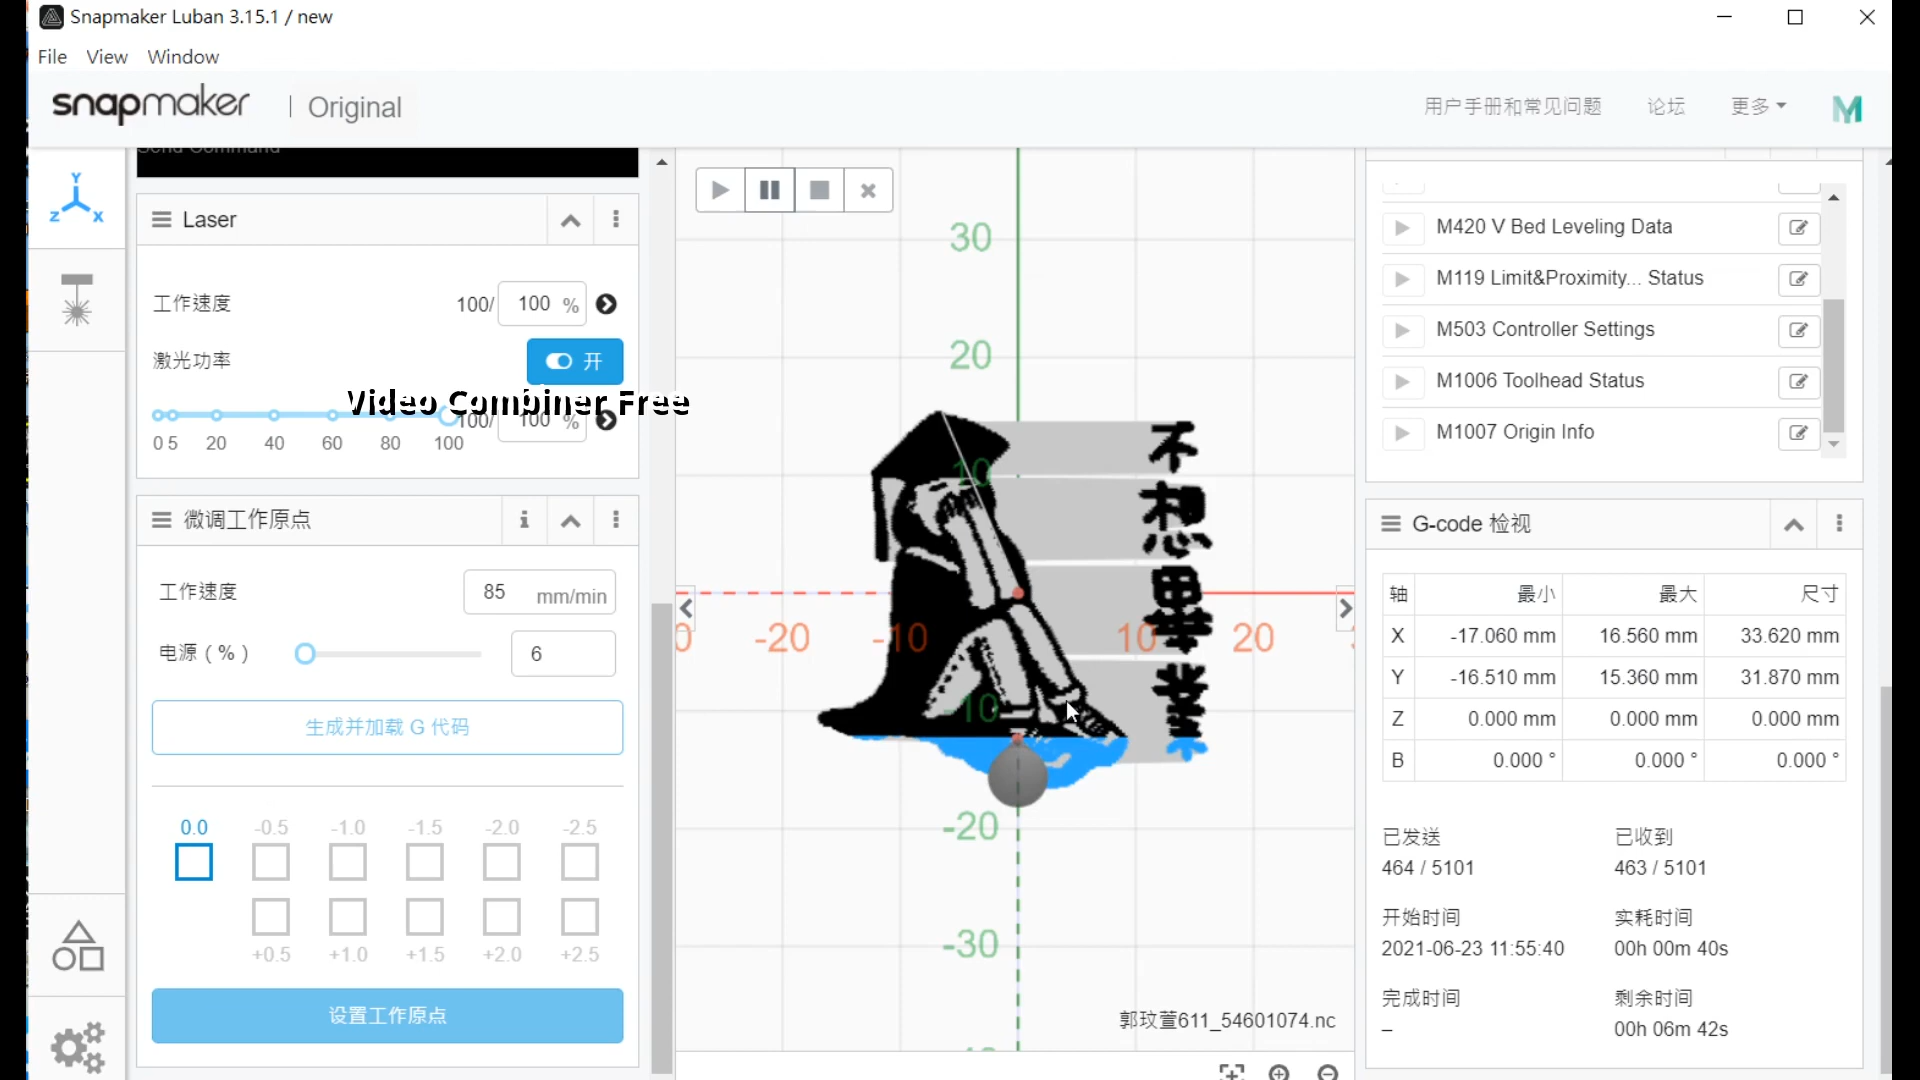 Snapmaker Luban 3.15.1 / new
File View Window
snapmaker | Original
用户手册和常见问题 论坛 更多
Send Command
Laser
工作速度 100/ 100 %
激光功率 开
Video Combiner Free
100/ 100 %
0 5 20 40 60 80 100
微调工作原点
工作速度 85 mm/min
电源 ( % ) 6
生成并加载 G 代码
0.0 -0.5 -1.0 -1.5 -2.0 -2.5
+0.5 +1.0 +1.5 +2.0 +2.5
设置工作原点
30
20
10
-20 -10 10 20
-10
-20
-30
不
想
畢
業
郭玟萱611_54601074.nc
M420 V Bed Leveling Data
M119 Limit&Proximity... Status
M503 Controller Settings
M1006 Toolhead Status
M1007 Origin Info
G-code 检视
轴 最小 最大 尺寸
X -17.060 mm 16.560 mm 33.620 mm
Y -16.510 mm 15.360 mm 31.870 mm
Z 0.000 mm 0.000 mm 0.000 mm
B 0.000 ° 0.000 ° 0.000 °
已发送 已收到
464 / 5101 463 / 5101
开始时间 实耗时间
2021-06-23 11:55:40 00h 00m 40s
完成时间 剩余时间
– 00h 06m 42s